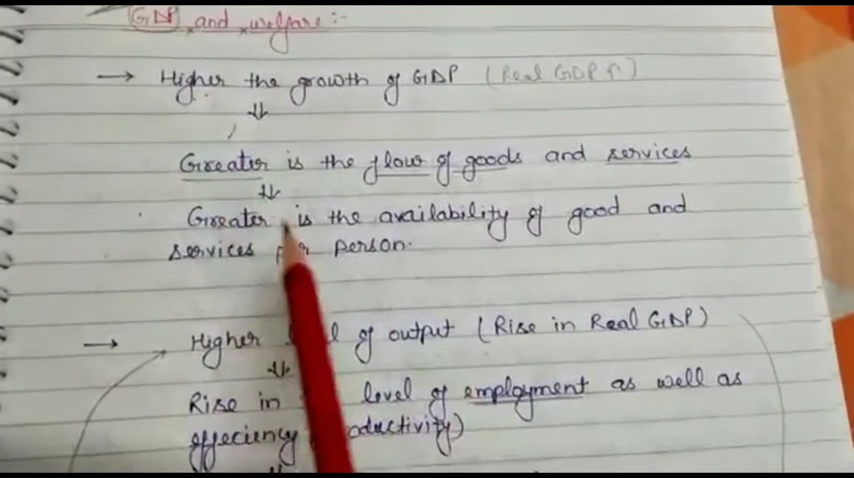 GDP and welfare:-
→ Higher the growth of GDP (Real GDP↑)
⇓
Greater is the flow of goods and services
⇓
Greater is the availability of good and
services per person.
→ Higher of output (Rise in Real GDP)
⇓
Rise in level of employment as well as
effeciency